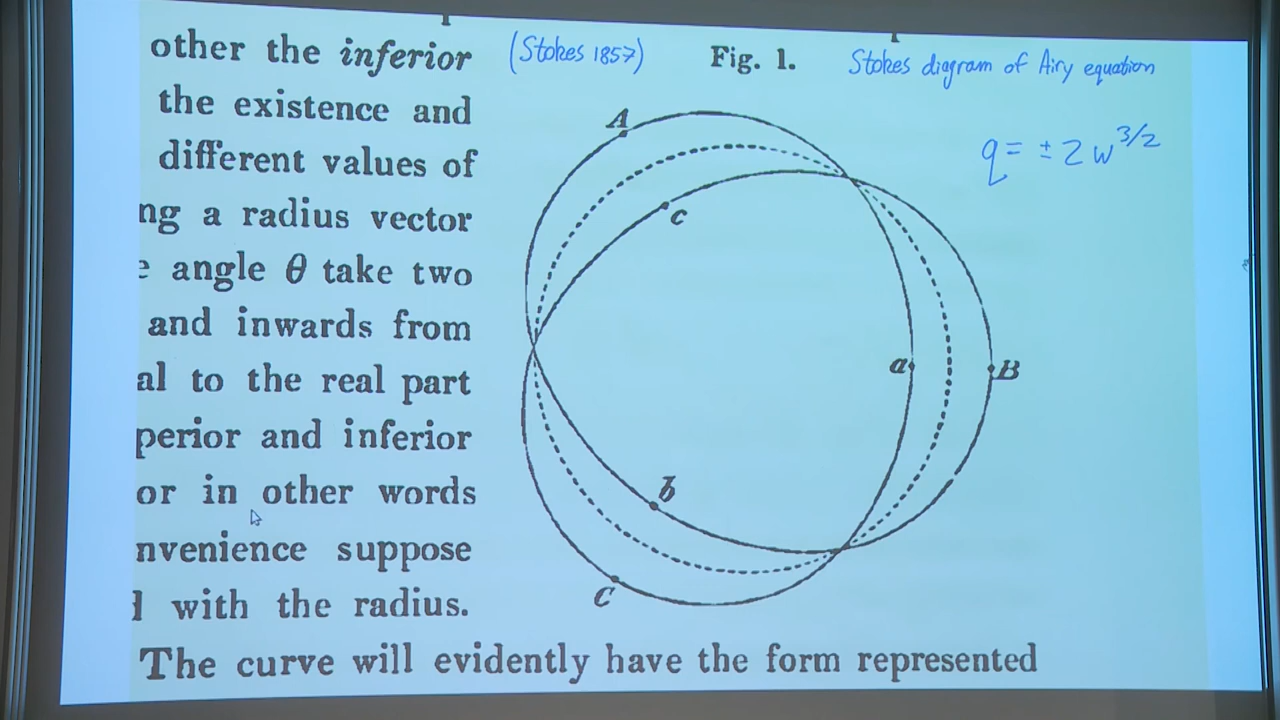 other the inferior
the existence and
different values of
ng a radius vector
e angle θ take two
and inwards from
al to the real part
perior and inferior
or in other words
nvenience suppose
with the radius.
The curve will evidently have the form represented
(Stokes 1857)
Fig. 1.
Stokes diagram of Airy equation
q = ± 2 w^{3/2}
A
c
a
B
b
C